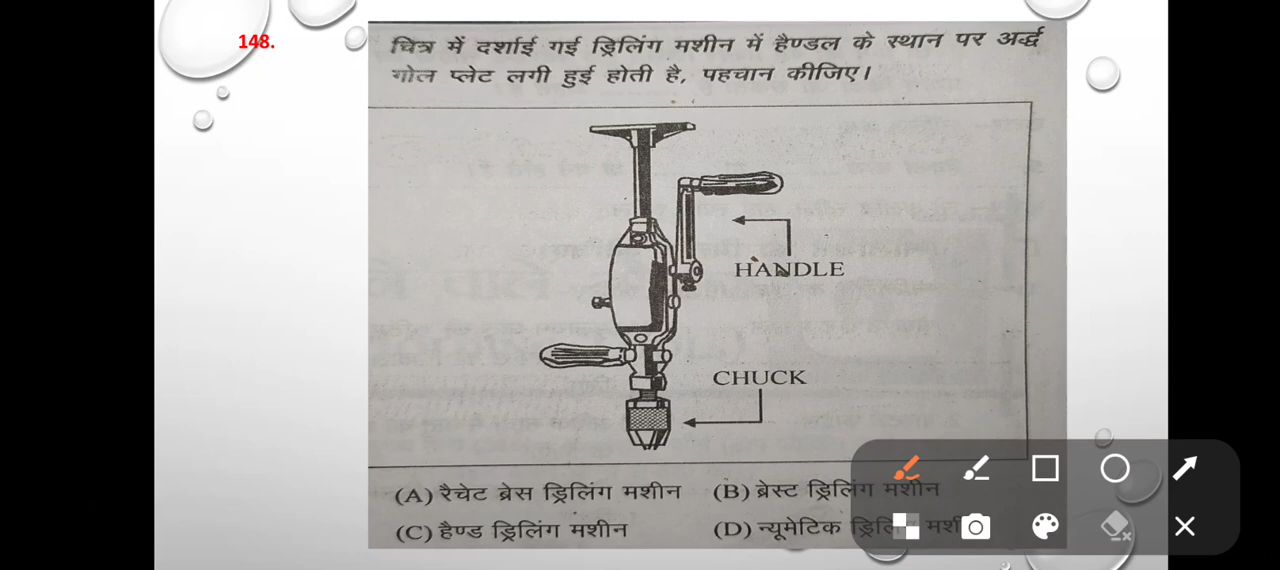 148.
चित्र में दर्शाई गई ड्रिलिंग मशीन में हैण्डल के स्थान पर अर्द्ध
गोल प्लेट लगी हुई होती है, पहचान कीजिए।
HANDLE
CHUCK
(A) रैचेट ब्रेस ड्रिलिंग मशीन (B) ब्रेस्ट ड्रिलिंग मशीन
(C) हैण्ड ड्रिलिंग मशीन (D) न्यूमेटिक